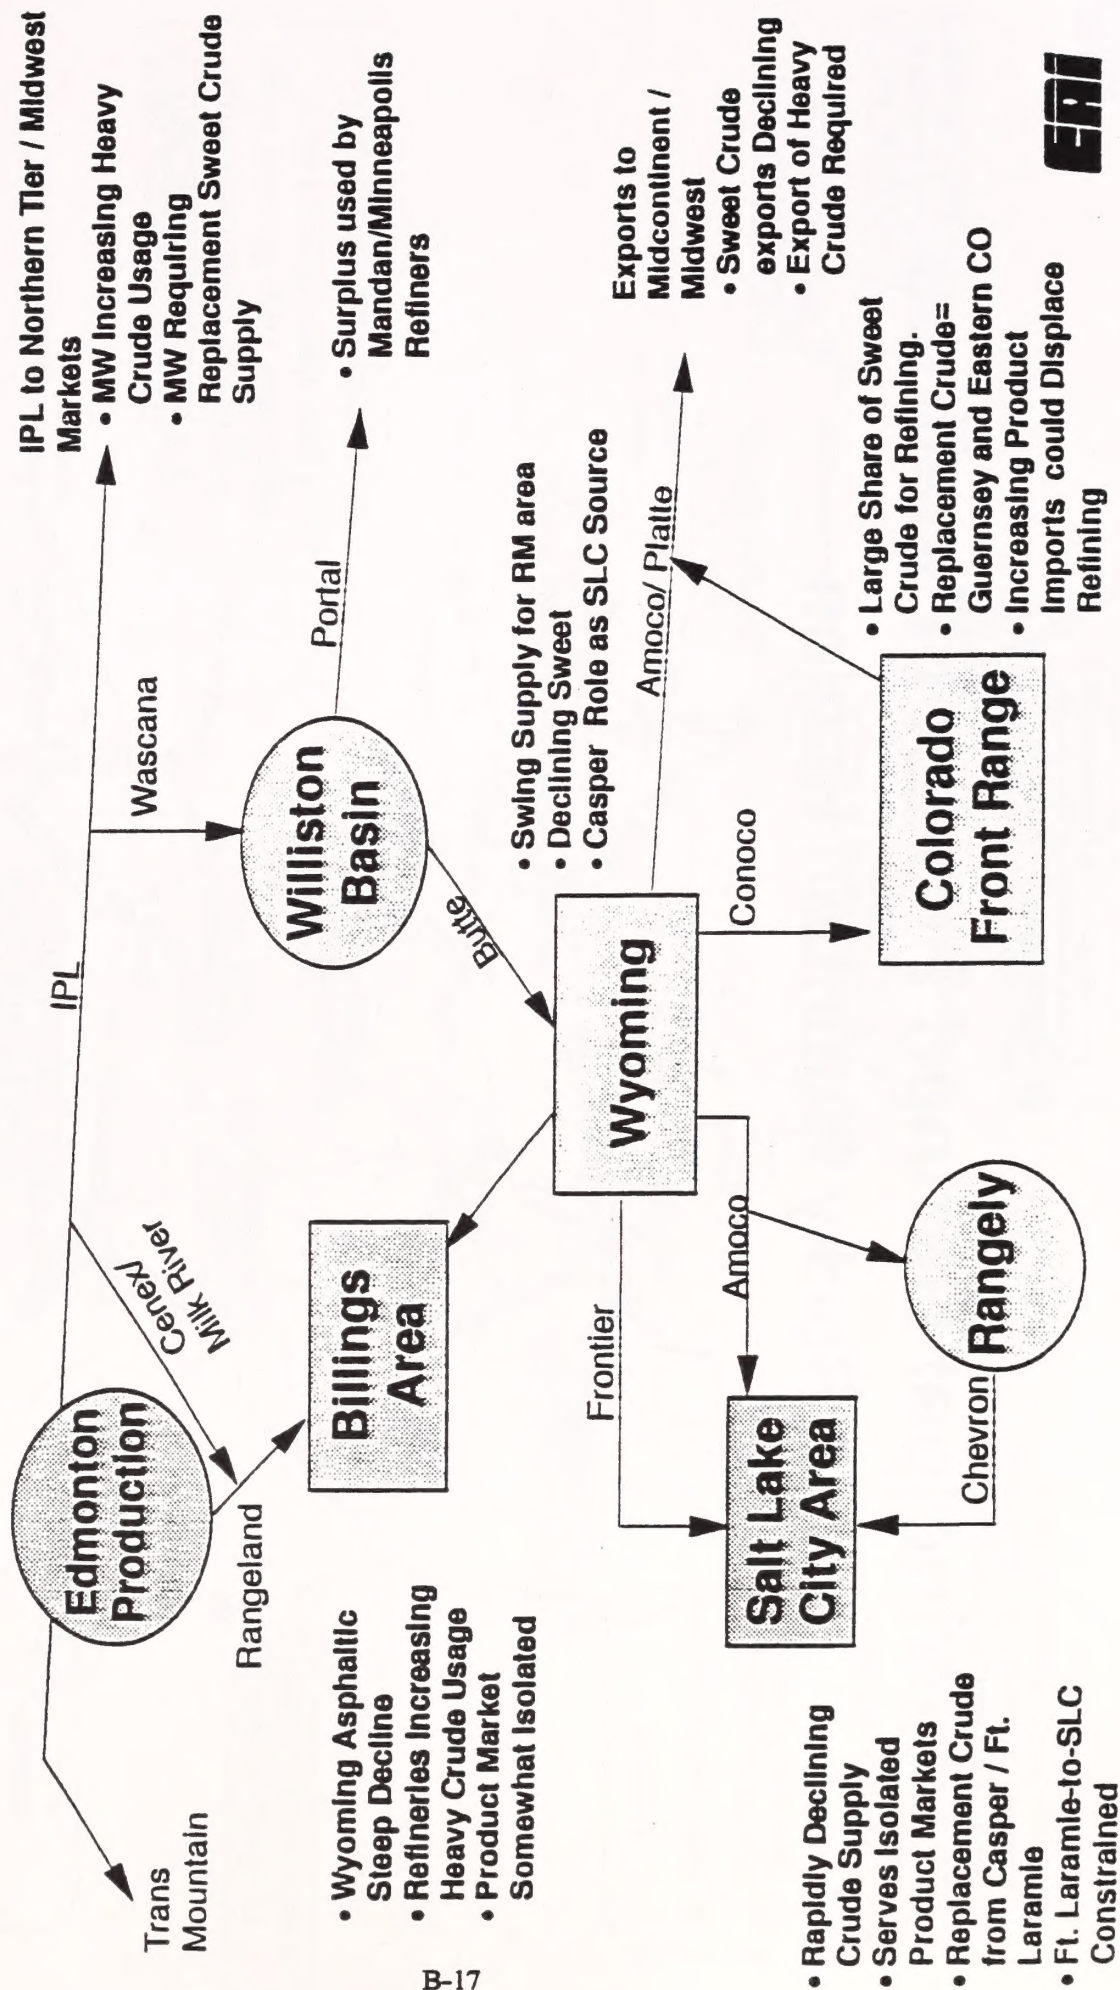 IPL to Northern Tier / Midwest
Markets
• MW Increasing Heavy
Crude Usage
• MW Requiring
Replacement Sweet Crude
Supply
IPL
Wascana
Trans
Mountain
Edmonton
Production
Cenex/
Milk River
Rangeland
Williston
Basin
Portal
• Surplus used by
Mandan/Minneapolis
Refiners
Butte
Billings
Area
• Wyoming Asphaltic
Steep Decline
• Refineries Increasing
Heavy Crude Usage
• Product Market
Somewhat Isolated
• Swing Supply for RM area
• Declining Sweet
• Casper Role as SLC Source
Wyoming
Amoco/ Platte
Exports to
Midcontinent /
Midwest
• Sweet Crude
exports Declining
• Export of Heavy
Crude Required
Frontier
Amoco
Conoco
Salt Lake
City Area
Chevron
Rangely
Colorado
Front Range
• Large Share of Sweet
Crude for Refining.
• Replacement Crude=
Guernsey and Eastern CO
• Increasing Product
Imports could Displace
Refining
• Rapidly Declining
Crude Supply
• Serves Isolated
Product Markets
• Replacement Crude
from Casper / Ft.
Laramie
• Ft. Laramie-to-SLC
Constrained
EAI
B-17